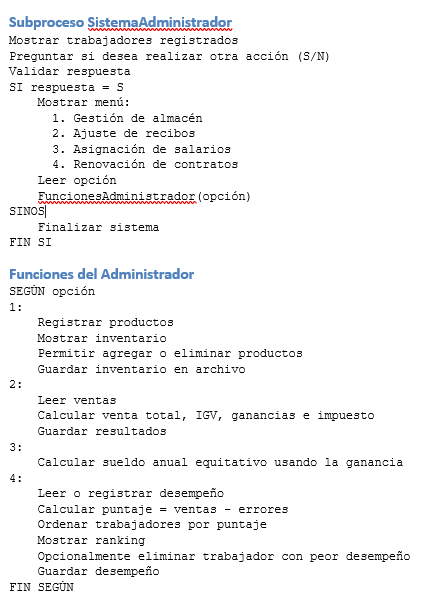 Subproceso SistemaAdministrador
Mostrar trabajadores registrados
Preguntar si desea realizar otra acción (S/N)
Validar respuesta
SI respuesta = S
Mostrar menú:
1. Gestión de almacén
2. Ajuste de recibos
3. Asignación de salarios
4. Renovación de contratos
Leer opción
FuncionesAdministrador(opción)
SINOS
Finalizar sistema
FIN SI
Funciones del Administrador
SEGÚN opción
1:
Registrar productos
Mostrar inventario
Permitir agregar o eliminar productos
Guardar inventario en archivo
2:
Leer ventas
Calcular venta total, IGV, ganancias e impuesto
Guardar resultados
3:
Calcular sueldo anual equitativo usando la ganancia
4:
Leer o registrar desempeño
Calcular puntaje = ventas - errores
Ordenar trabajadores por puntaje
Mostrar ranking
Opcionalmente eliminar trabajador con peor desempeño
Guardar desempeño
FIN SEGÚN